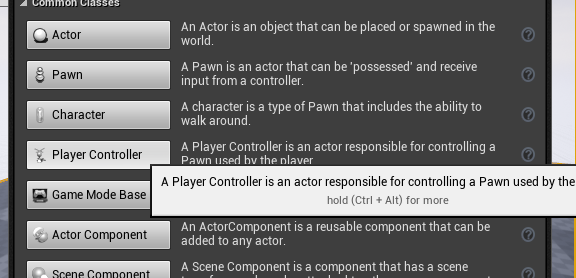 Common Classes
Actor
An Actor is an object that can be placed or spawned in the
world.
Pawn
A Pawn is an actor that can be 'possessed' and receive
input from a controller.
Character
A character is a type of Pawn that includes the ability to
walk around.
Player Controller
A Player Controller is an actor responsible for controlling a
Pawn used by the player.
A Player Controller is an actor responsible for controlling a Pawn used by the
hold (Ctrl + Alt) for more
Game Mode Base
Actor Component
An ActorComponent is a reusable component that can be
added to any actor.
Scene Component
A Scene Component is a component that has a scene